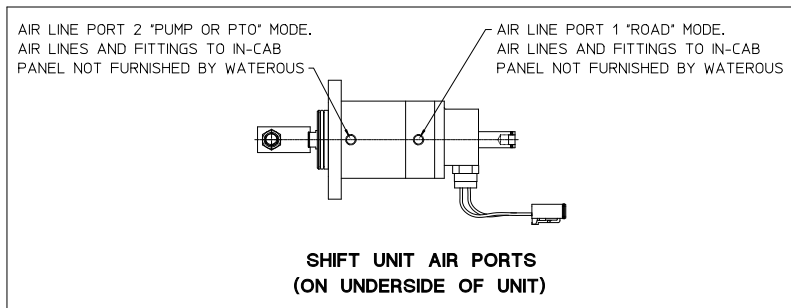 AIR LINE PORT 2 "PUMP OR PTO" MODE.
AIR LINES AND FITTINGS TO IN-CAB
PANEL NOT FURNISHED BY WATEROUS
AIR LINE PORT 1 "ROAD" MODE.
AIR LINES AND FITTINGS TO IN-CAB
PANEL NOT FURNISHED BY WATEROUS
SHIFT UNIT AIR PORTS
(ON UNDERSIDE OF UNIT)